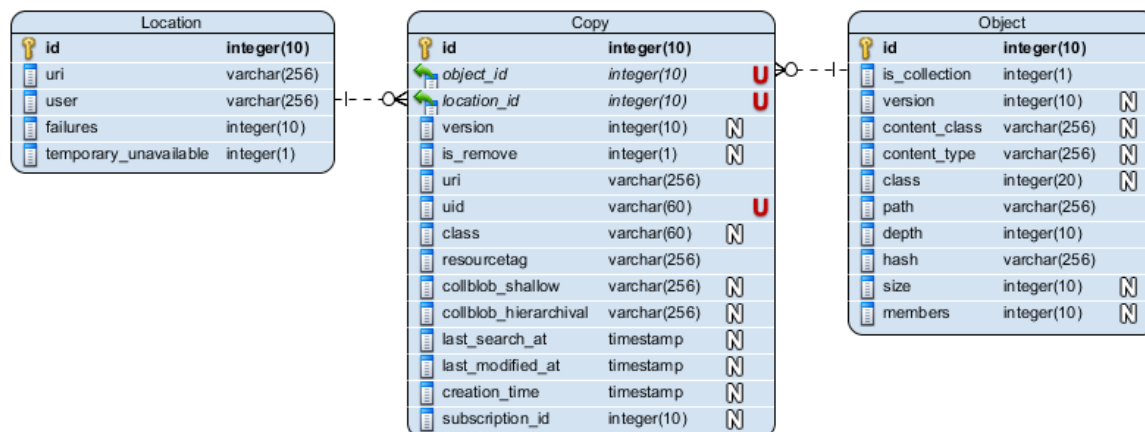 Location
id integer(10)
uri varchar(256)
user varchar(256)
failures integer(10)
temporary_unavailable integer(1)
Copy
id integer(10)
object_id integer(10) U
location_id integer(10) U
version integer(10) N
is_remove integer(1) N
uri varchar(256)
uid varchar(60) U
class varchar(60) N
resourcetag varchar(256)
collblob_shallow varchar(256) N
collblob_hierarchival varchar(256) N
last_search_at timestamp N
last_modified_at timestamp N
creation_time timestamp N
subscription_id integer(10) N
Object
id integer(10)
is_collection integer(1)
version integer(10) N
content_class varchar(256) N
content_type varchar(256) N
class integer(20) N
path varchar(256)
depth integer(10)
hash varchar(256)
size integer(10) N
members integer(10) N